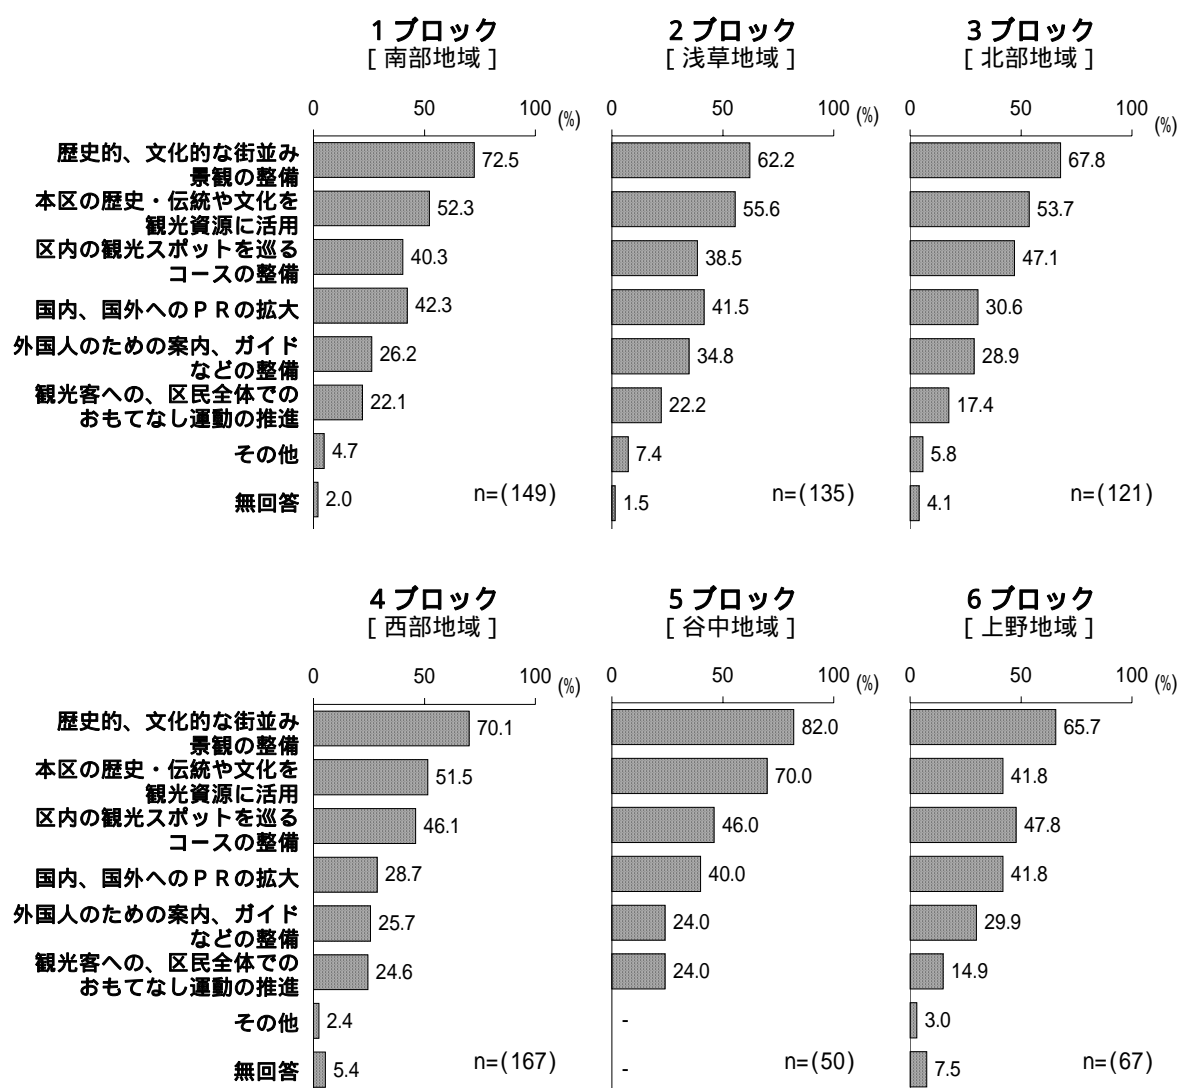 1 ブロック
[ 南部地域 ]
2 ブロック
[ 浅草地域 ]
3 ブロック
[ 北部地域 ]
0 50 100 (%)
0 50 100 (%)
0 50 100 (%)
歴史的、文化的な街並み
景観の整備
72.5 62.2 67.8
本区の歴史・伝統や文化を
観光資源に活用
52.3 55.6 53.7
区内の観光スポットを巡る
コースの整備
40.3 38.5 47.1
国内、国外へのＰＲの拡大
42.3 41.5 30.6
外国人のための案内、ガイド
などの整備
26.2 34.8 28.9
観光客への、区民全体での
おもてなし運動の推進
22.1 22.2 17.4
その他
4.7 7.4 5.8
無回答
2.0 1.5 4.1
n=(149) n=(135) n=(121)
4 ブロック
[ 西部地域 ]
5 ブロック
[ 谷中地域 ]
6 ブロック
[ 上野地域 ]
0 50 100 (%)
0 50 100 (%)
0 50 100 (%)
歴史的、文化的な街並み
景観の整備
70.1 82.0 65.7
本区の歴史・伝統や文化を
観光資源に活用
51.5 70.0 41.8
区内の観光スポットを巡る
コースの整備
46.1 46.0 47.8
国内、国外へのＰＲの拡大
28.7 40.0 41.8
外国人のための案内、ガイド
などの整備
25.7 24.0 29.9
観光客への、区民全体での
おもてなし運動の推進
24.6 24.0 14.9
その他
2.4 - 3.0
無回答
5.4 - 7.5
n=(167) n=(50) n=(67)